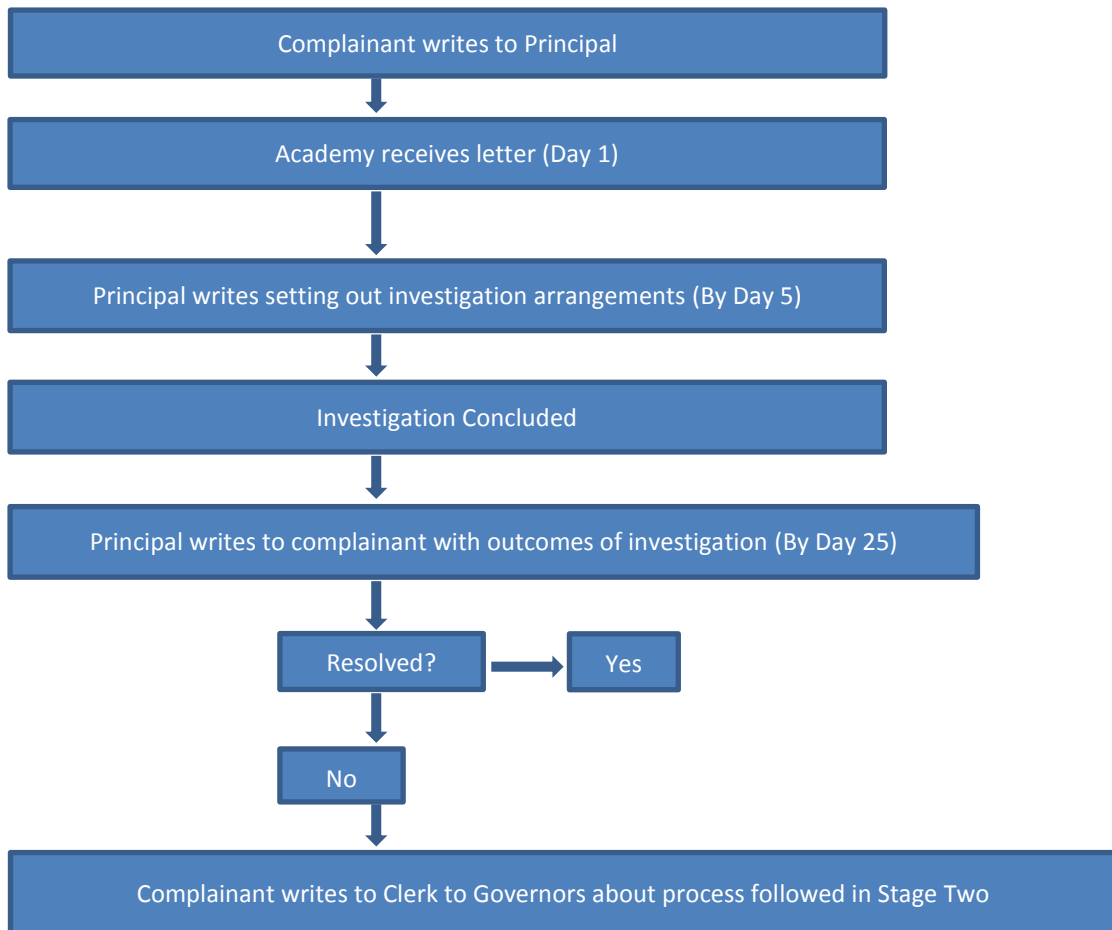 Complainant writes to Principal
Academy receives letter (Day 1)
Principal writes setting out investigation arrangements (By Day 5)
Investigation Concluded
Principal writes to complainant with outcomes of investigation (By Day 25)
Resolved?
Yes
No
Complainant writes to Clerk to Governors about process followed in Stage Two